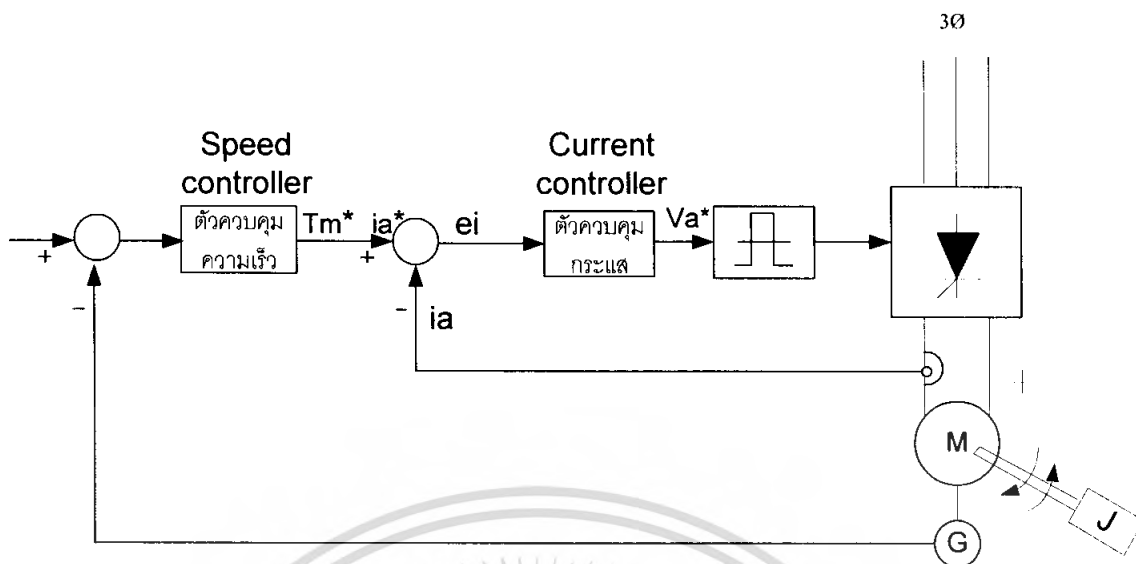 3Ø
Speed
controller
Current
controller
ตัวควบคุม
ความเร็ว
Tm*
ia*
+
ei
ตัวควบคุม
กระแส
Va*
+
-
-
ia
M
J
G